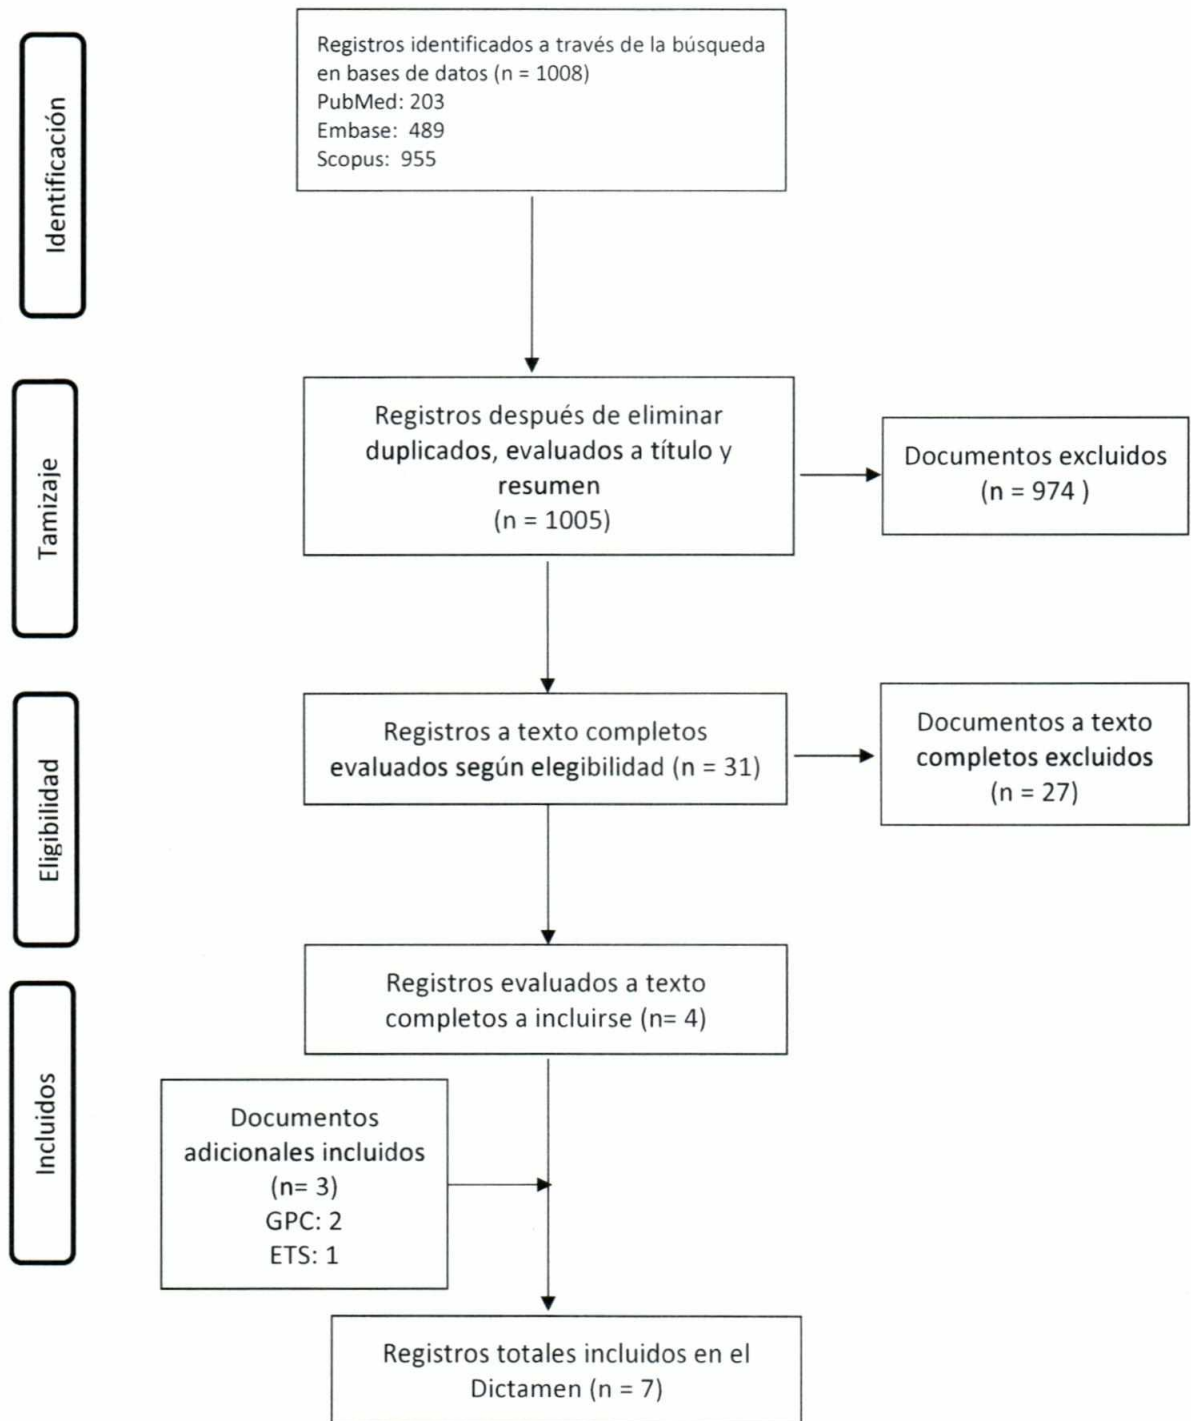 Identificación
Registros identificados a través de la búsqueda
en bases de datos (n = 1008)
PubMed: 203
Embase: 489
Scopus: 955
Tamizaje
Registros después de eliminar
duplicados, evaluados a título y
resumen
(n = 1005)
Documentos excluidos
(n = 974 )
Eligibilidad
Registros a texto completos
evaluados según elegibilidad (n = 31)
Documentos a texto
completos excluidos
(n = 27)
Incluidos
Registros evaluados a texto
completos a incluirse (n= 4)
Documentos
adicionales incluidos
(n= 3)
GPC: 2
ETS: 1
Registros totales incluidos en el
Dictamen (n = 7)